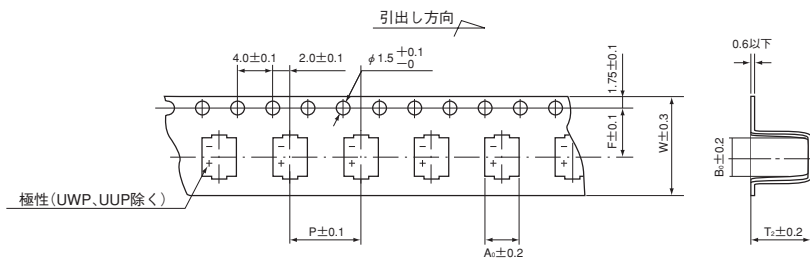 引出し方向
4.0±0.1
2.0±0.1
φ1.5 +0.1 −0
1.75±0.1
0.6以下
F±0.1
W±0.3
B₀±0.2
− − − − − −
+ + + + + +
極性(UWP、UUP除く)
P±0.1
A₀±0.2
T₂±0.2